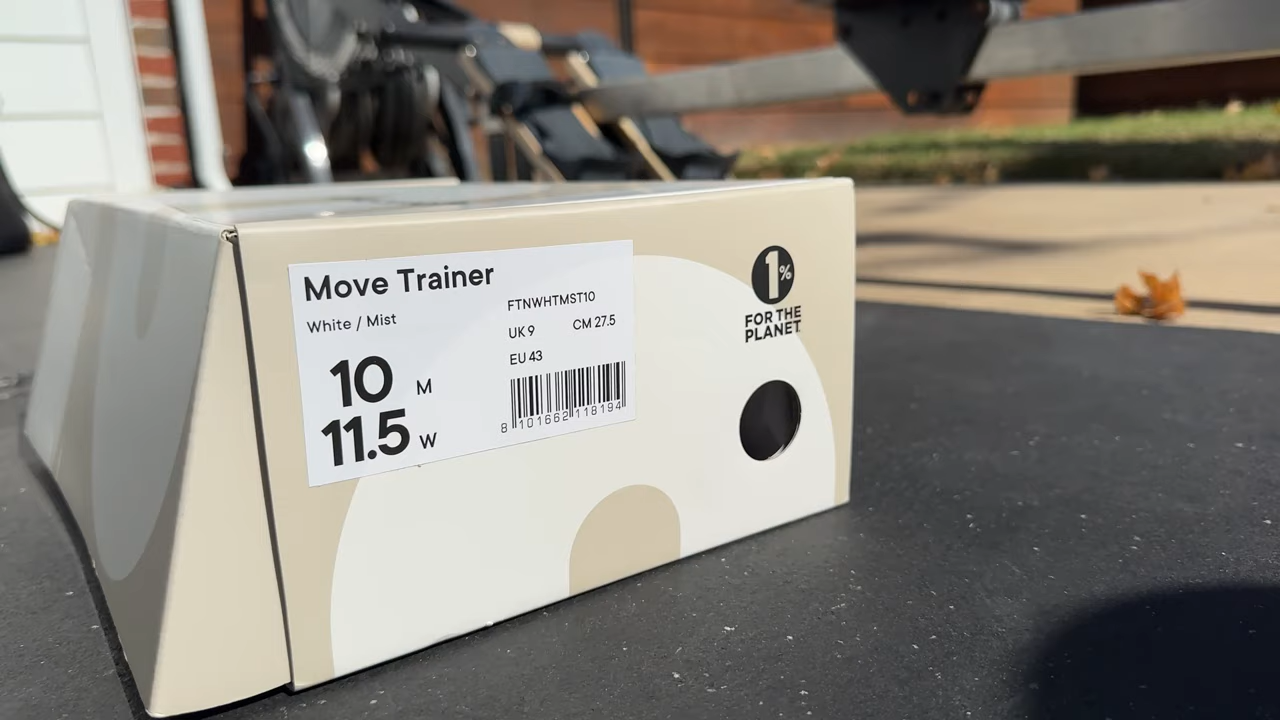 Move Trainer
White / Mist
10 M
11.5 W
FTNWHTMST10
UK 9 CM 27.5
EU 43
8 101662 118194
1%
FOR THE
PLANET